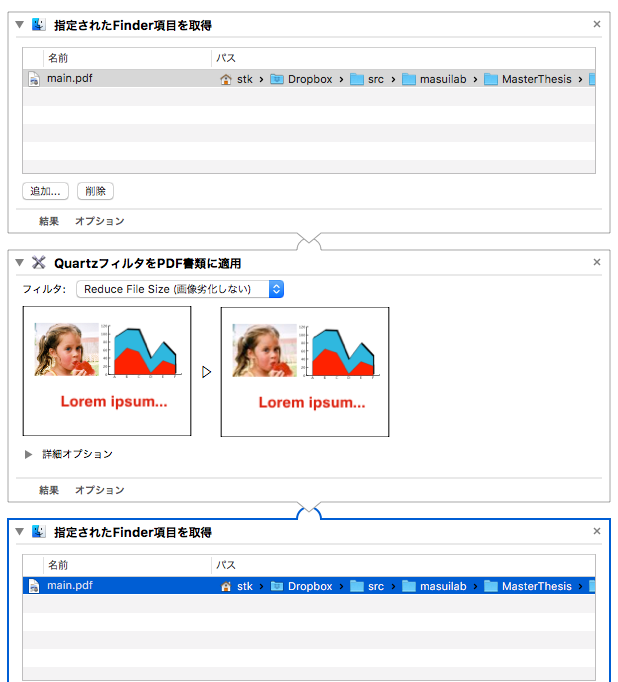 指定されたFinder項目を取得
名前 パス
main.pdf stk › Dropbox › src › masuilab › MasterThesis ›
追加... 削除
結果 オプション
QuartzフィルタをPDF書類に適用
フィルタ: Reduce File Size (画像劣化しない)
Lorem ipsum... Lorem ipsum...
詳細オプション
結果 オプション
指定されたFinder項目を取得
名前 パス
main.pdf stk › Dropbox › src › masuilab › MasterThesis ›